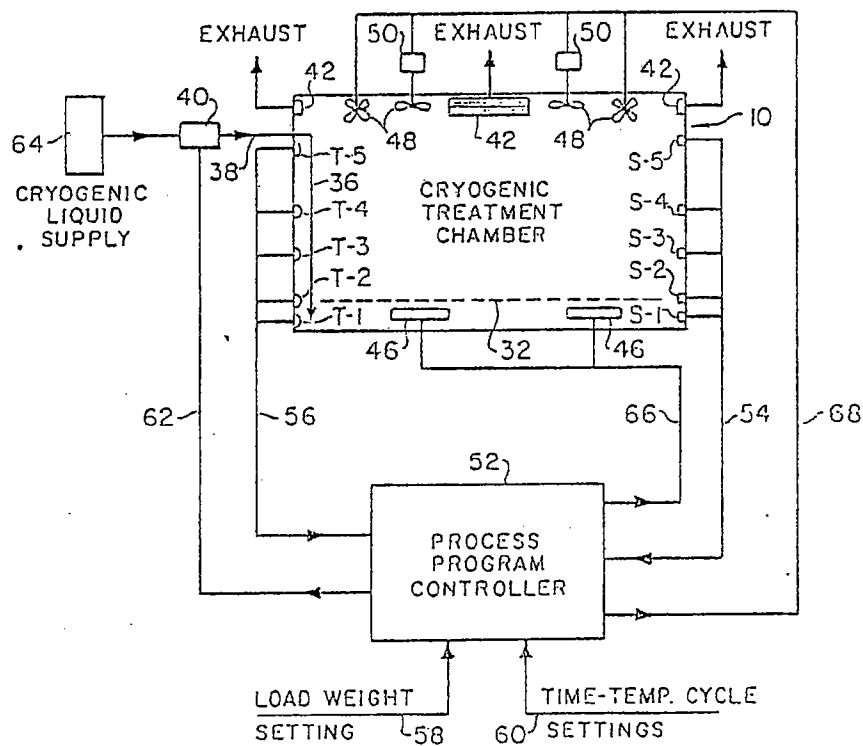 EXHAUST
50
EXHAUST
50
EXHAUST
42
42
10
64
40
48
42
48
38
T-5
S-5
36
CRYOGENIC
LIQUID
SUPPLY
CRYOGENIC
TREATMENT
CHAMBER
T-4
S-4
T-3
S-3
T-2
S-2
T-1
S-1
46
32
46
62
56
66
54
68
52
PROCESS
PROGRAM
CONTROLLER
LOAD WEIGHT
SETTING
58
TIME-TEMP. CYCLE
60
SETTINGS